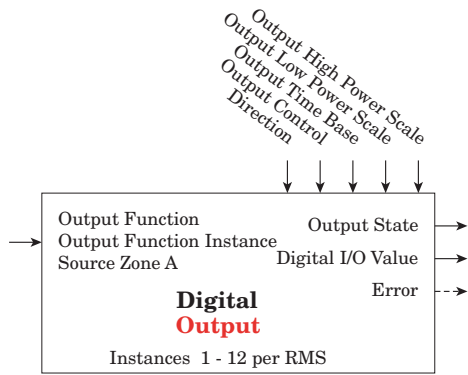 Output High Power Scale
Output Low Power Scale
Output Time Base
Output Control
Direction
Output Function
Output Function Instance
Source Zone A
Output State
Digital I/O Value
Error
Digital
Output
Instances 1 - 12 per RMS